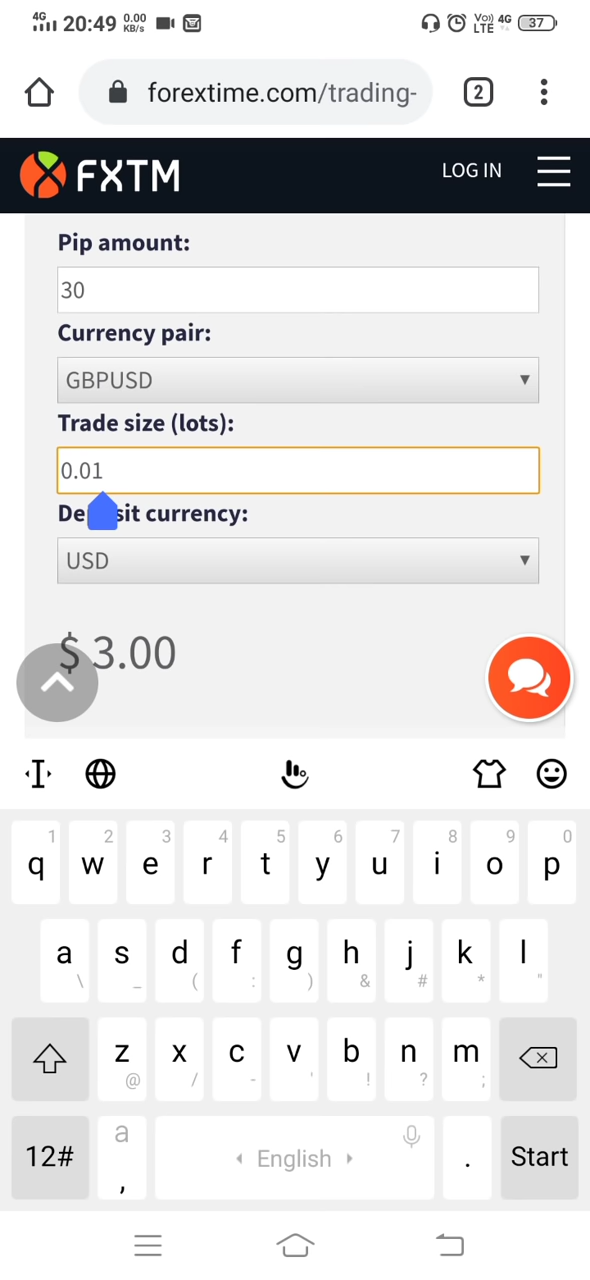 4G 20:49 0.00 KB/s Vo) LTE 4G 37
forextime.com/trading- 2
FXTM LOG IN
Pip amount:
30
Currency pair:
GBPUSD
Trade size (lots):
0.01
Deposit currency:
USD
$ 3.00
1 2 3 4 5 6 7 8 9 0
q w e r t y u i o p
a s d f g h j k l
\ _ ( : ) & # * "
z x c v b n m
@ / - ' ! ? ;
12# a , English . Start